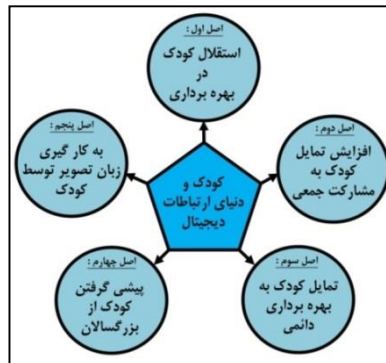 اصل اول :
استقلال کودک
در
بهره برداری
اصل دوم :
افزایش تمایل
کودک به
مشارکت جمعی
اصل سوم :
تمایل کودک به
بهره برداری
دائمی
اصل چهارم :
پیشی گرفتن
کودک از
بزرگسالان
اصل پنجم :
به کار گیری
زبان تصویر توسط
کودک
کودک و
دنیای ارتباطات
دیجیتال